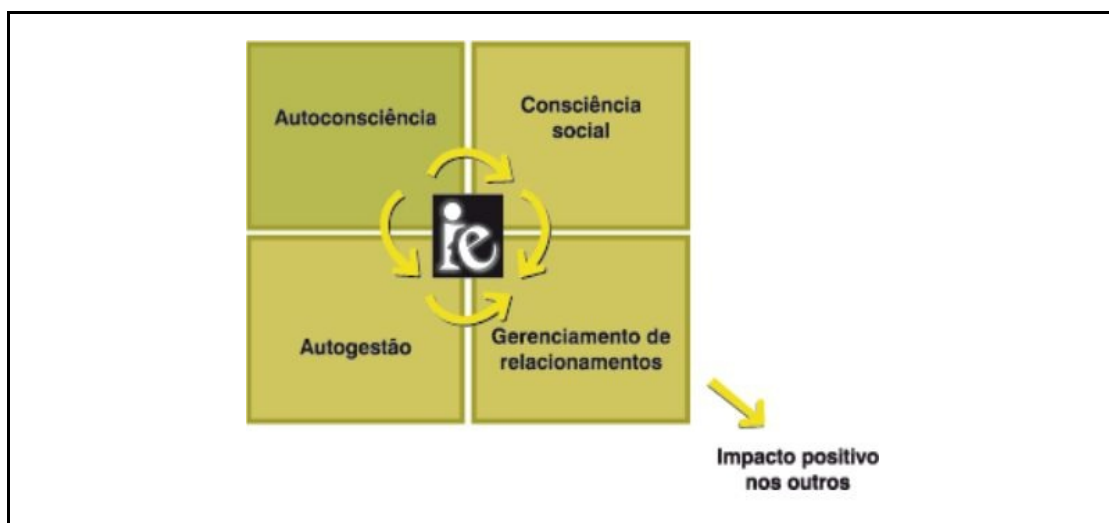 Autoconsciência
Consciência
social
ie
Autogestão
Gerenciamento de
relacionamentos
Impacto positivo
nos outros